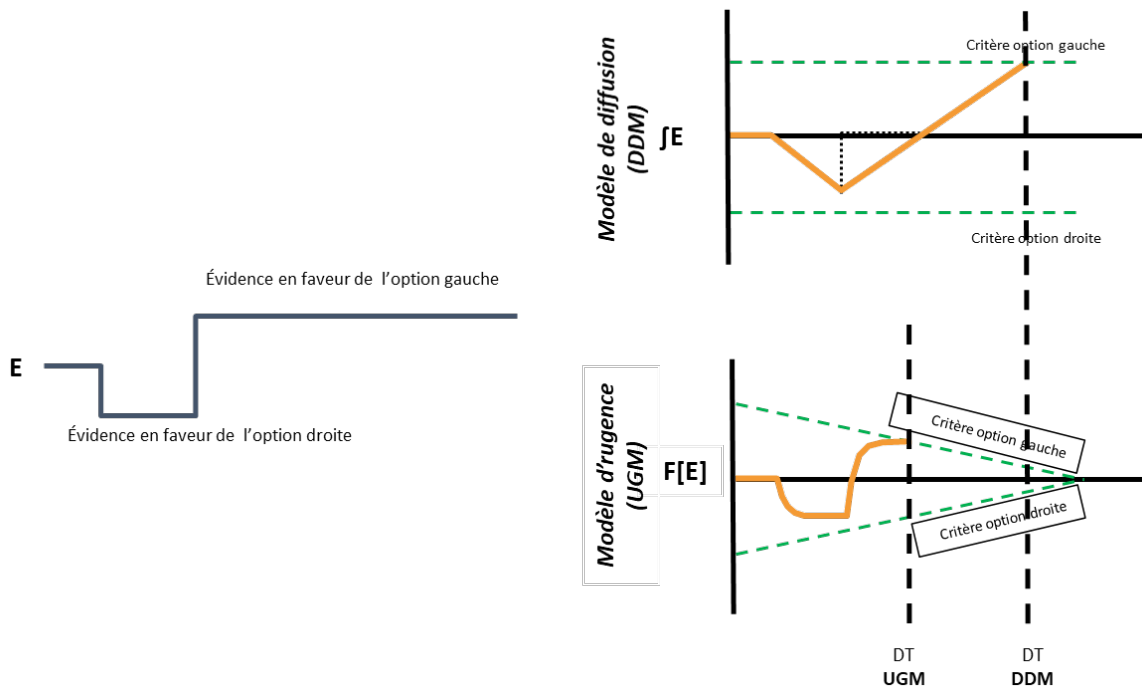 Évidence en faveur de l'option gauche
E
Évidence en faveur de l'option droite
Modèle de diffusion
(DDM)
∫E
Critère option gauche
Critère option droite
Modèle d'rugence
(UGM)
F[E]
Critère option gauche
Critère option droite
DT
UGM
DT
DDM